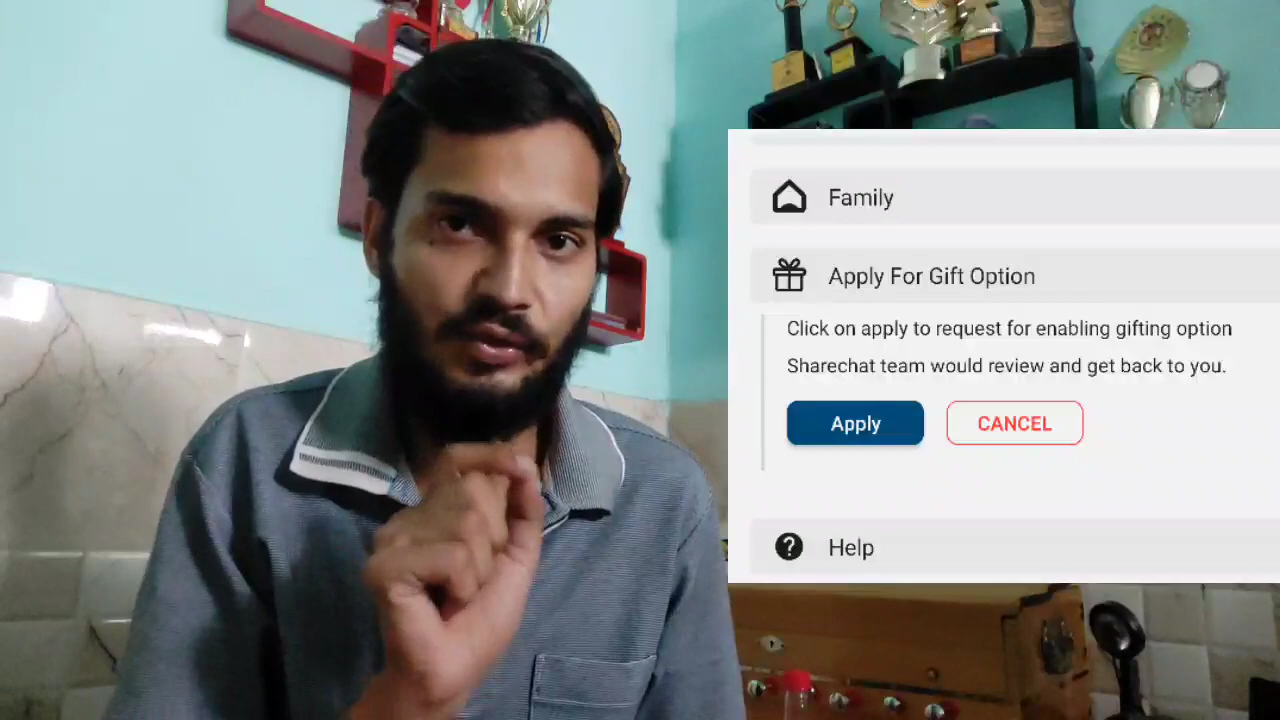 Family
Apply For Gift Option
Click on apply to request for enabling gifting option
Sharechat team would review and get back to you.
Apply
CANCEL
Help